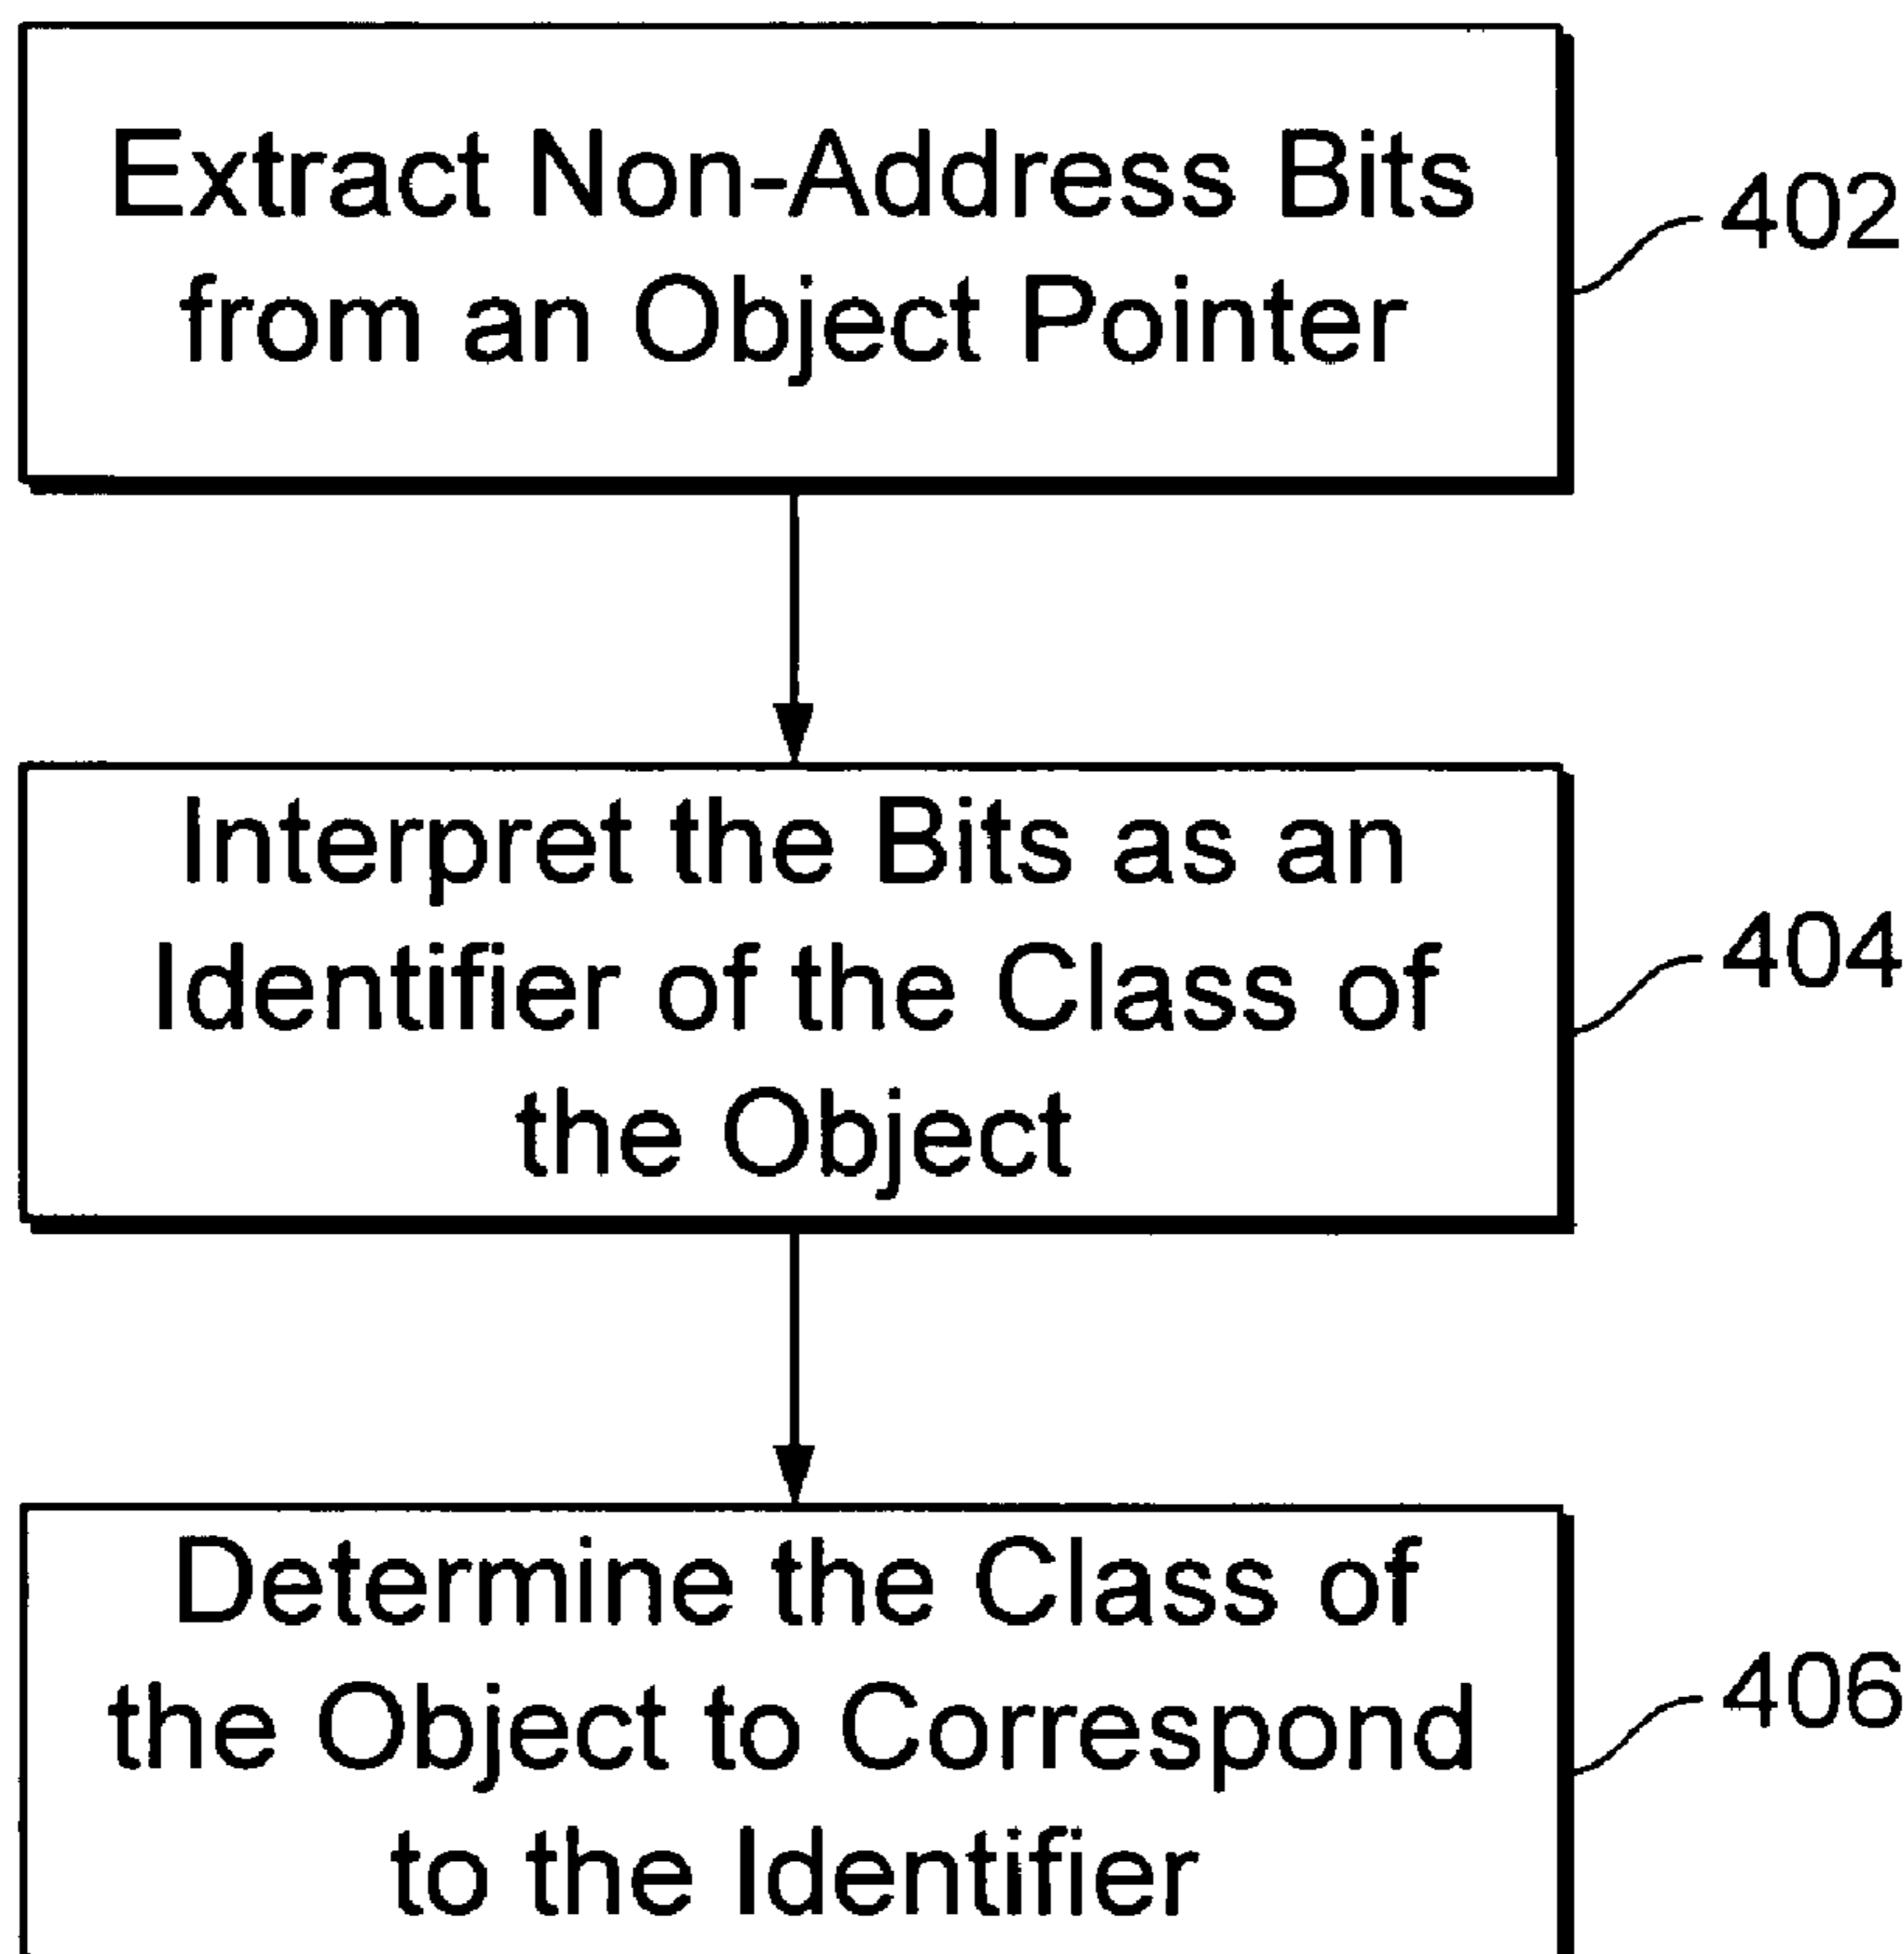 Extract Non-Address Bits
from an Object Pointer
402
Interpret the Bits as an
Identifier of the Class of
the Object
404
Determine the Class of
the Object to Correspond
to the Identifier
406